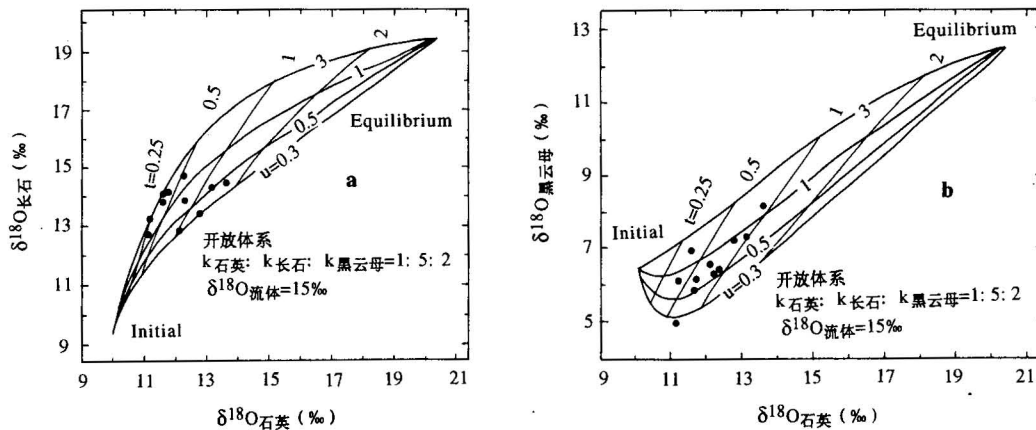 19
17
15
13
11
9
δ¹⁸O长石 (‰)
t=0.25
0.5
1
2
3
1
0.5
u=0.3
Equilibrium
a
开放体系
k石英: k长石: k黑云母=1: 5: 2
δ¹⁸O流体=15‰
Initial
9 11 13 15 17 19 21
δ¹⁸O石英 (‰)
13
11
9
7
6
5
δ¹⁸O黑云母 (‰)
Equilibrium
2
1
3
0.5
t=0.25
1
0.5
u=0.3
b
Initial
开放体系
k石英: k长石: k黑云母=1: 5: 2
δ¹⁸O流体=15‰
9 11 13 15 17 19 21
δ¹⁸O石英 (‰)